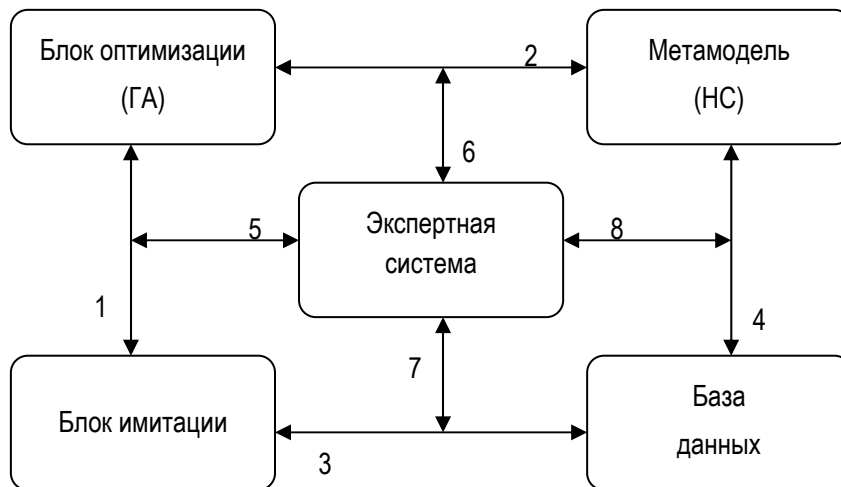 Блок оптимизации
(ГА)
2
Метамодель
(НС)
6
5
Экспертная
система
8
1
4
7
Блок имитации
База
данных
3